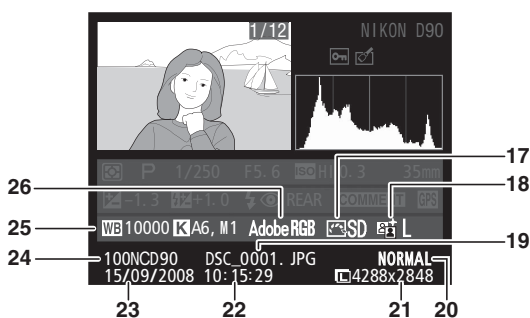 1/12 NIKON D90
P 1/250 F5.6 ISO HI 0.3 35mm
-1.3 +1.0 REAR COMMENT GPS
WB 10000 K A6, M1 AdobeRGB SD L
100NCD90 DSC_0001. JPG NORMAL
15/09/2008 10:15:29 L 4288x2848
17
18
19
20
21
22
23
24
25
26